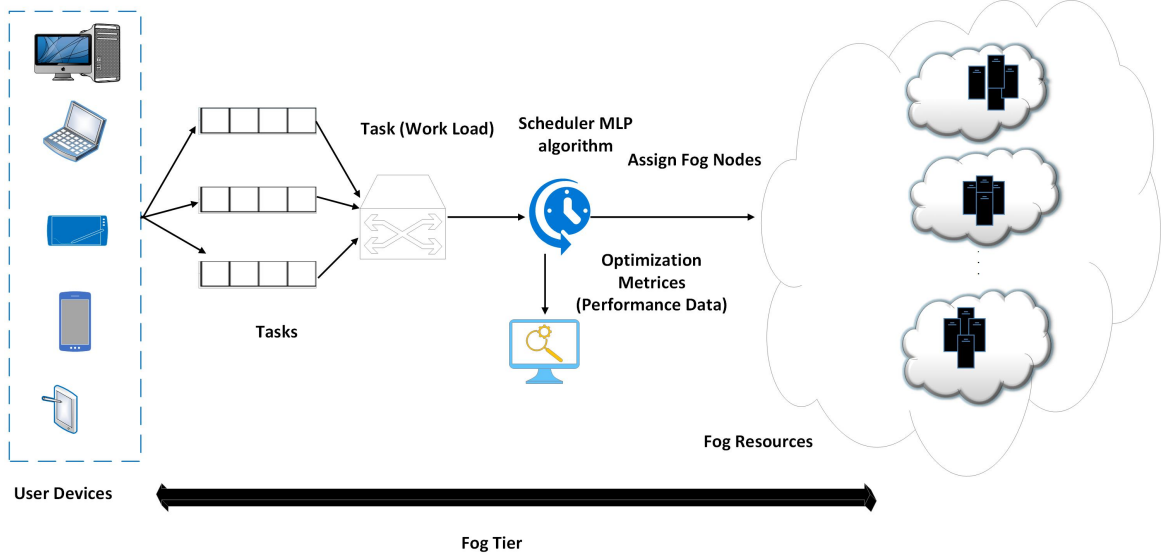 Task (Work Load)
Scheduler MLP
algorithm
Assign Fog Nodes
Optimization
Metrices
(Performance Data)
Tasks
Fog Resources
User Devices
Fog Tier